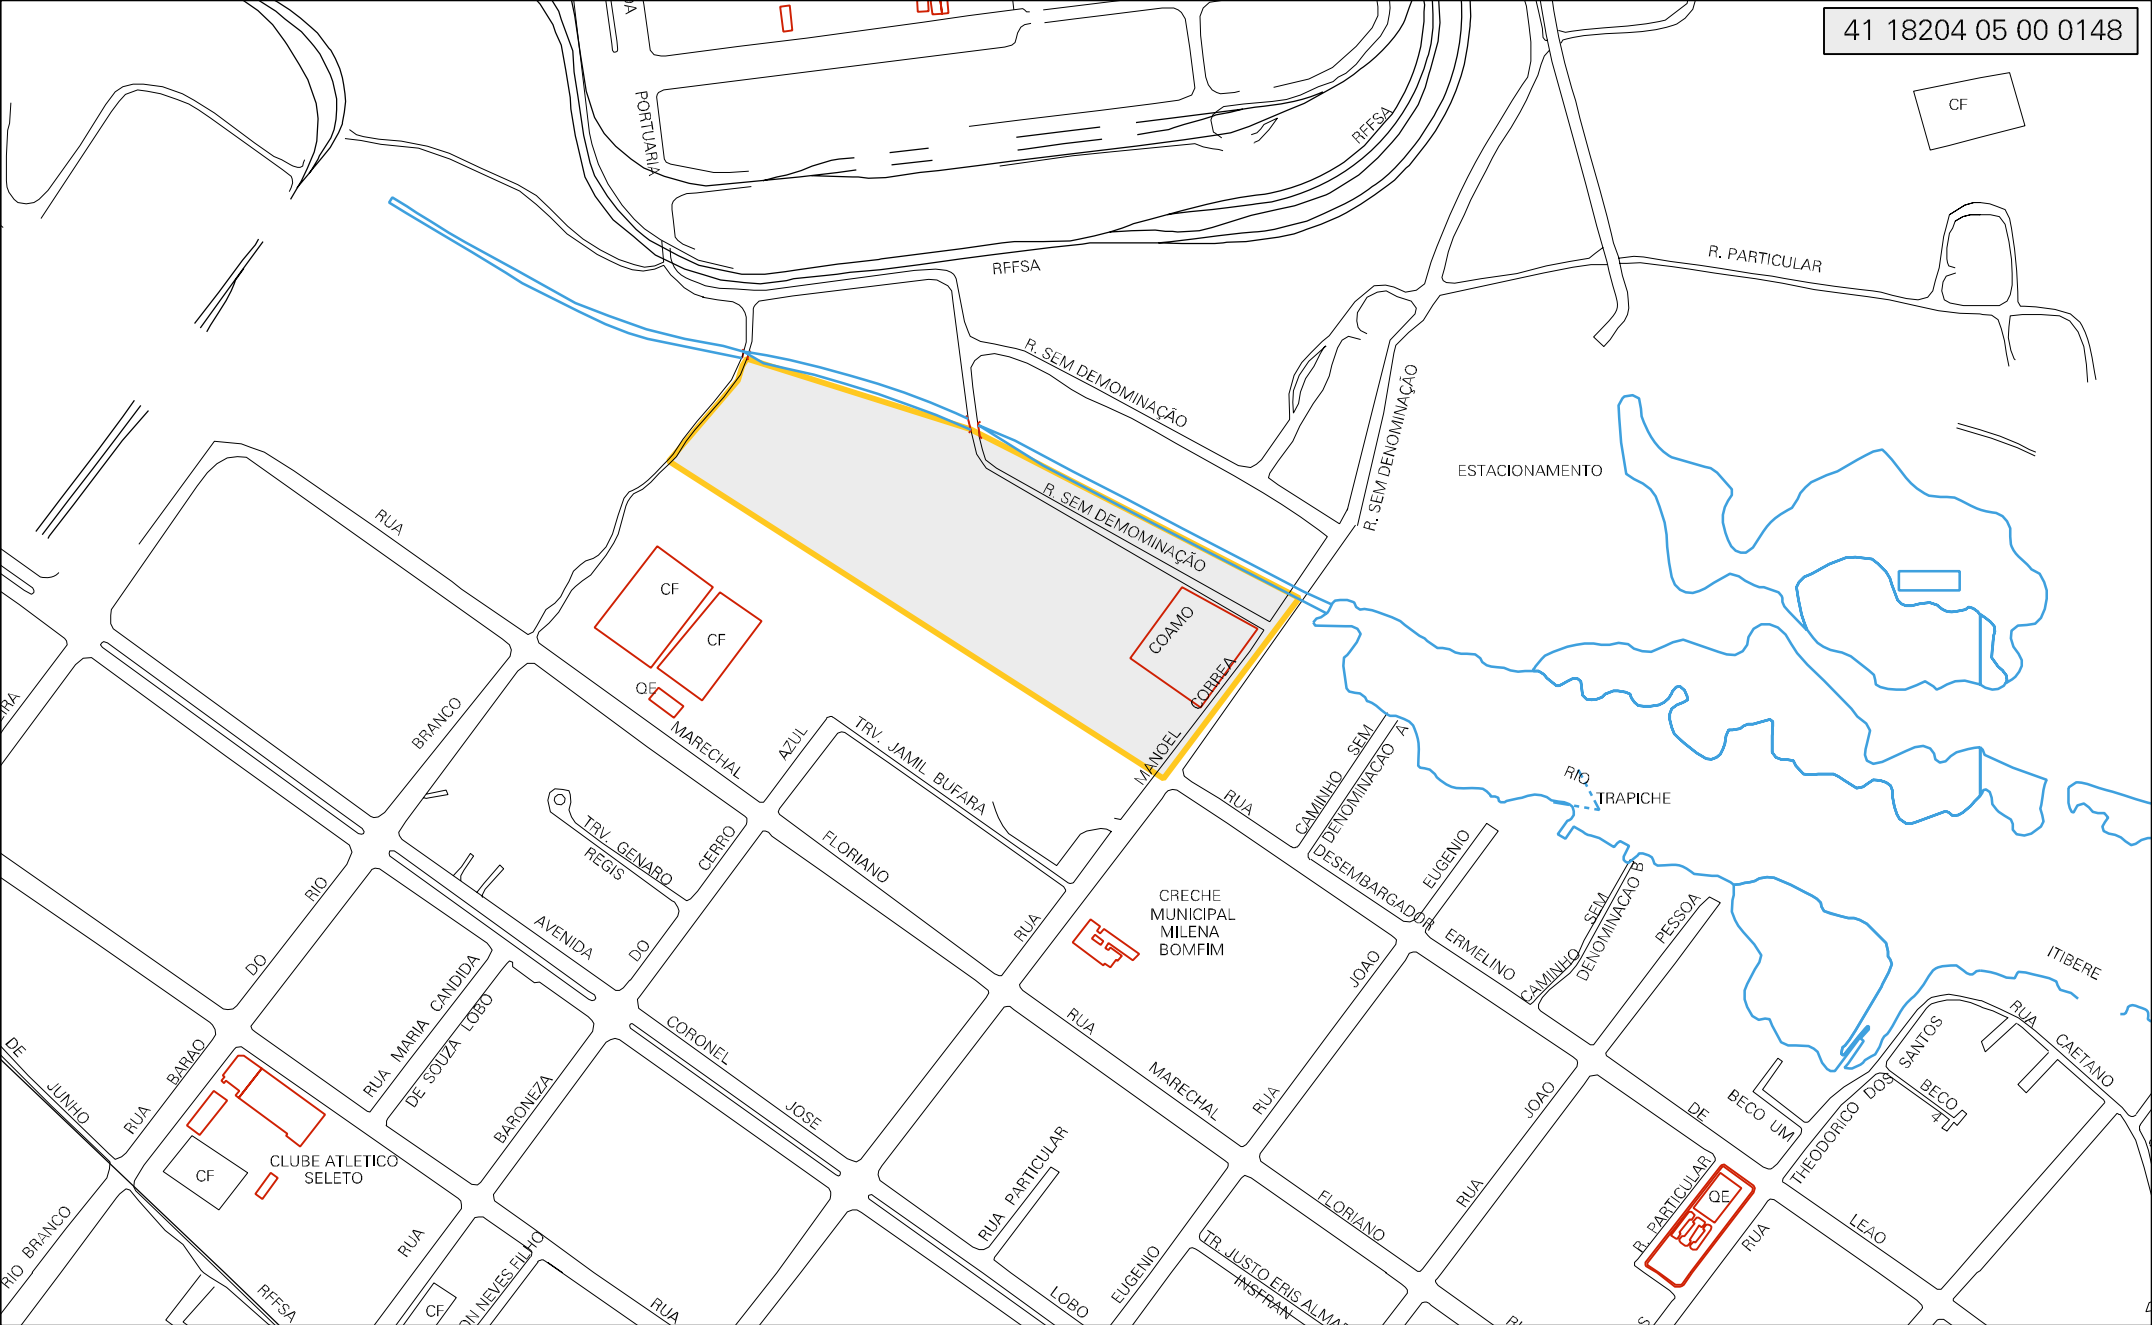 41 18204 05 00 0148
PORTUARIA
RFFSA
CF
RFFSA
R. PARTICULAR
R. SEM DEMOMINAÇÃO
R. SEM DENOMINAÇÃO
ESTACIONAMENTO
RUA
R. SEM DEMOMINAÇÃO
CF
CF
COAMO
QE
CORREA
MANOEL
BRANCO
MARECHAL
AZUL
TRV. JAMIL BUFARA
CAMINHO SEM
DENOMINACAO A
RIO
TRAPICHE
RUA
TRV. GENARO
REGIS
CERRO
FLORIANO
DESEMBARGADOR
EUGENIO
CRECHE
MUNICIPAL
MILENA
BOMFIM
RIO
AVENIDA
DO
RUA
ERMELINO
CAMINHO SEM
DENOMINACAO B
PESSOA
ITIBERE
DO
RUA MARIA CANDIDA
DE SOUZA LOBO
JOAO
RUA
CAETANO
SANTOS
DOS
THEODORICO
BECO
4
BECO UM
DE
JUNHO
BARAO
RUA
CORONEL
JOSE
BARONEZA
RUA
MARECHAL
RUA
JOAO
DE
CLUBE ATLETICO
SELETO
CF
RUA PARTICULAR
R. PARTICULAR
QE
RUA
LEAO
RIO BRANCO
RUA
RFFSA
CF
ON NEVES FILHO
RUA
LOBO
EUGENIO
FLORIANO
RUA
TR. JUSTO ERIS ALMA
INSFRAN